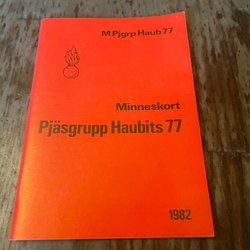 M Pjgrp Haub 77
Minneskort
Pjäsgrupp Haubits 77
1982